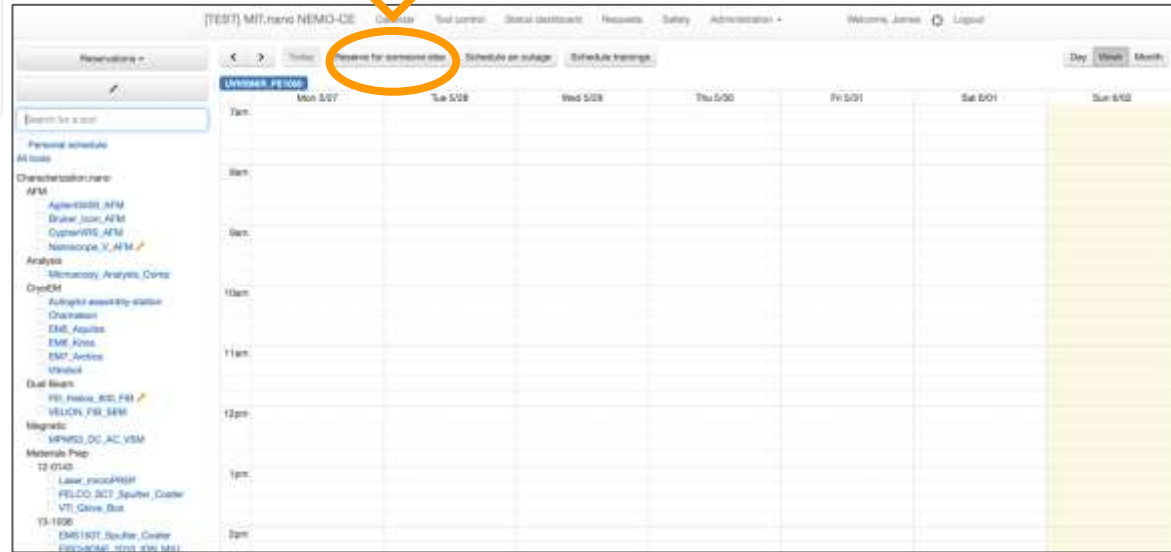 [TEST] MIT.nano NEMO-CE Calendar Tool control Status dashboard Requests Safety Administration Welcome, James Logout
Reservations
Today Reserve for someone else Schedule an outage Schedule trainings Day Week Month
Mon 5/27 Tue 5/28 Wed 5/29 Thu 5/30 Fri 5/31 Sat 6/01 Sun 6/02
Search for a tool
Personal schedule
All tools
Characterization.nano
AFM
Bruker_Icon_AFM
CypherVRS_AFM
Nanoscope_V_AFM
Analysis
Microscopy_Analysis_Comp
CryoEM
Autogrid assembly station
Chameleon
EM5_Aquilos
EM6_Krios
EM7_Arctica
Vitrobot
Dual Beam
FEI_Helios_600_FIB
VELION_FIB_SEM
Magnetic
MPMS3_DC_AC_VSM
Materials Prep
12-0143
Laser_microPREP
PELCO_SC7_Sputter_Coater
VTI_Glove_Box
13-1036
Sputter_Coater
7am
8am
9am
10am
11am
12pm
1pm
2pm